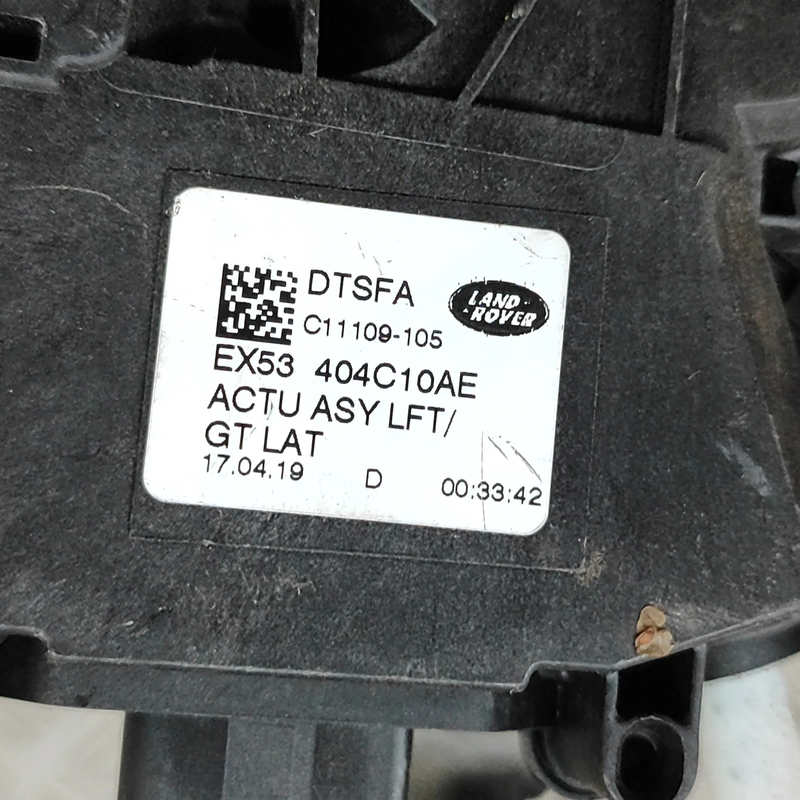 DTSFA
LAND
ROVER
C11109-105
EX53 404C10AE
ACTU ASY LFT/
GT LAT
17.04.19 D 00:33:42